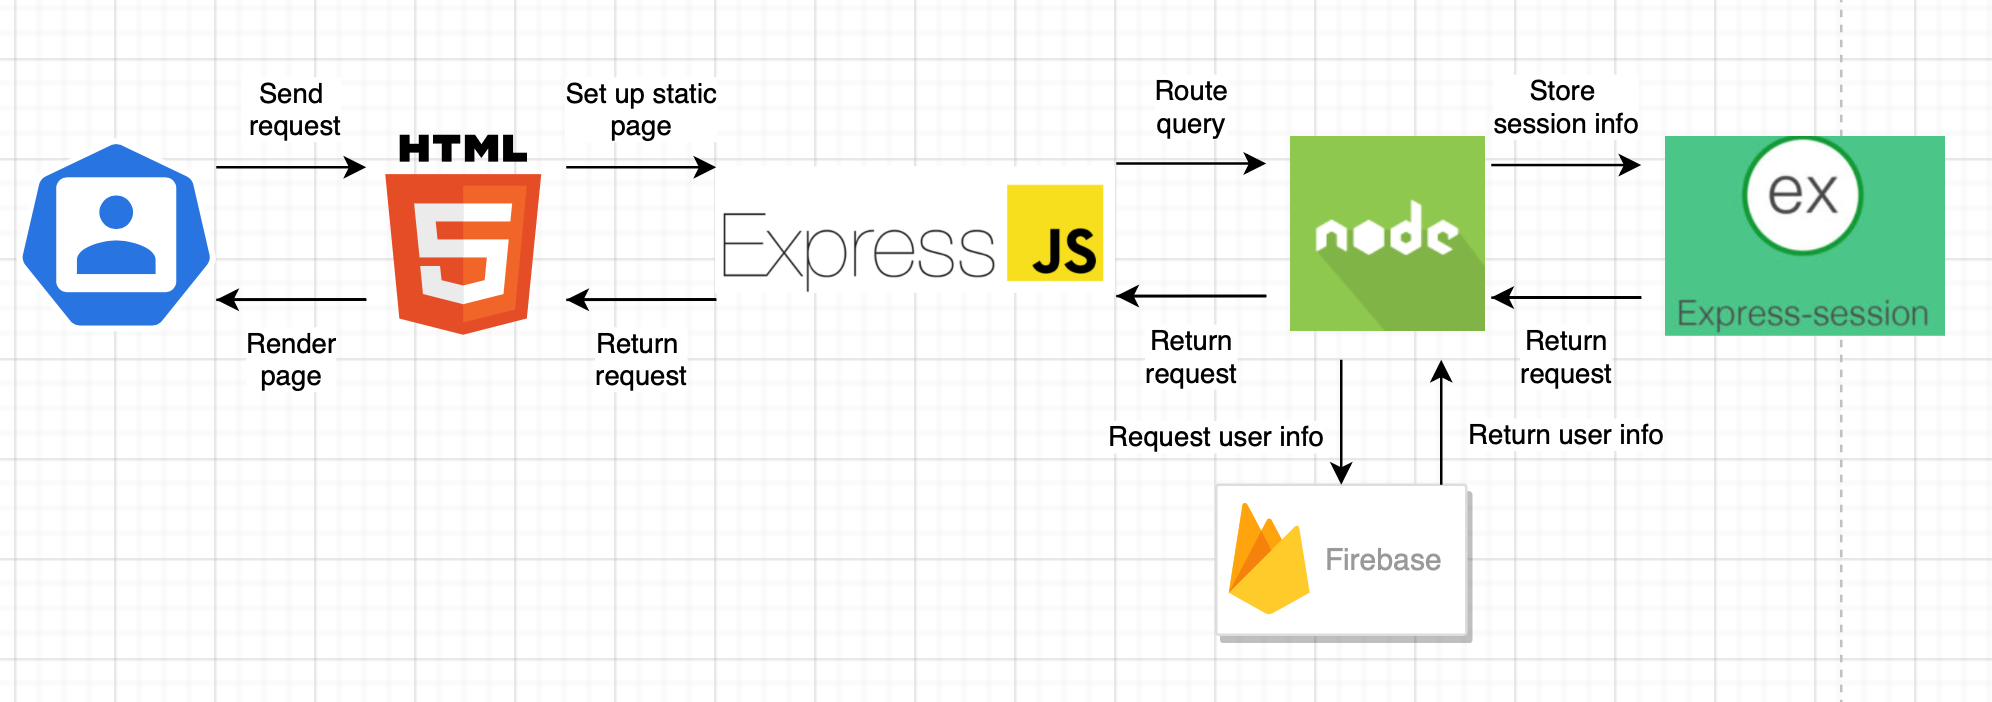 Send
request
Set up static
page
Route
query
Store
session info
HTML
5
Express
JS
node
ex
Express-session
Render
page
Return
request
Return
request
Return
request
Request user info
Return user info
Firebase